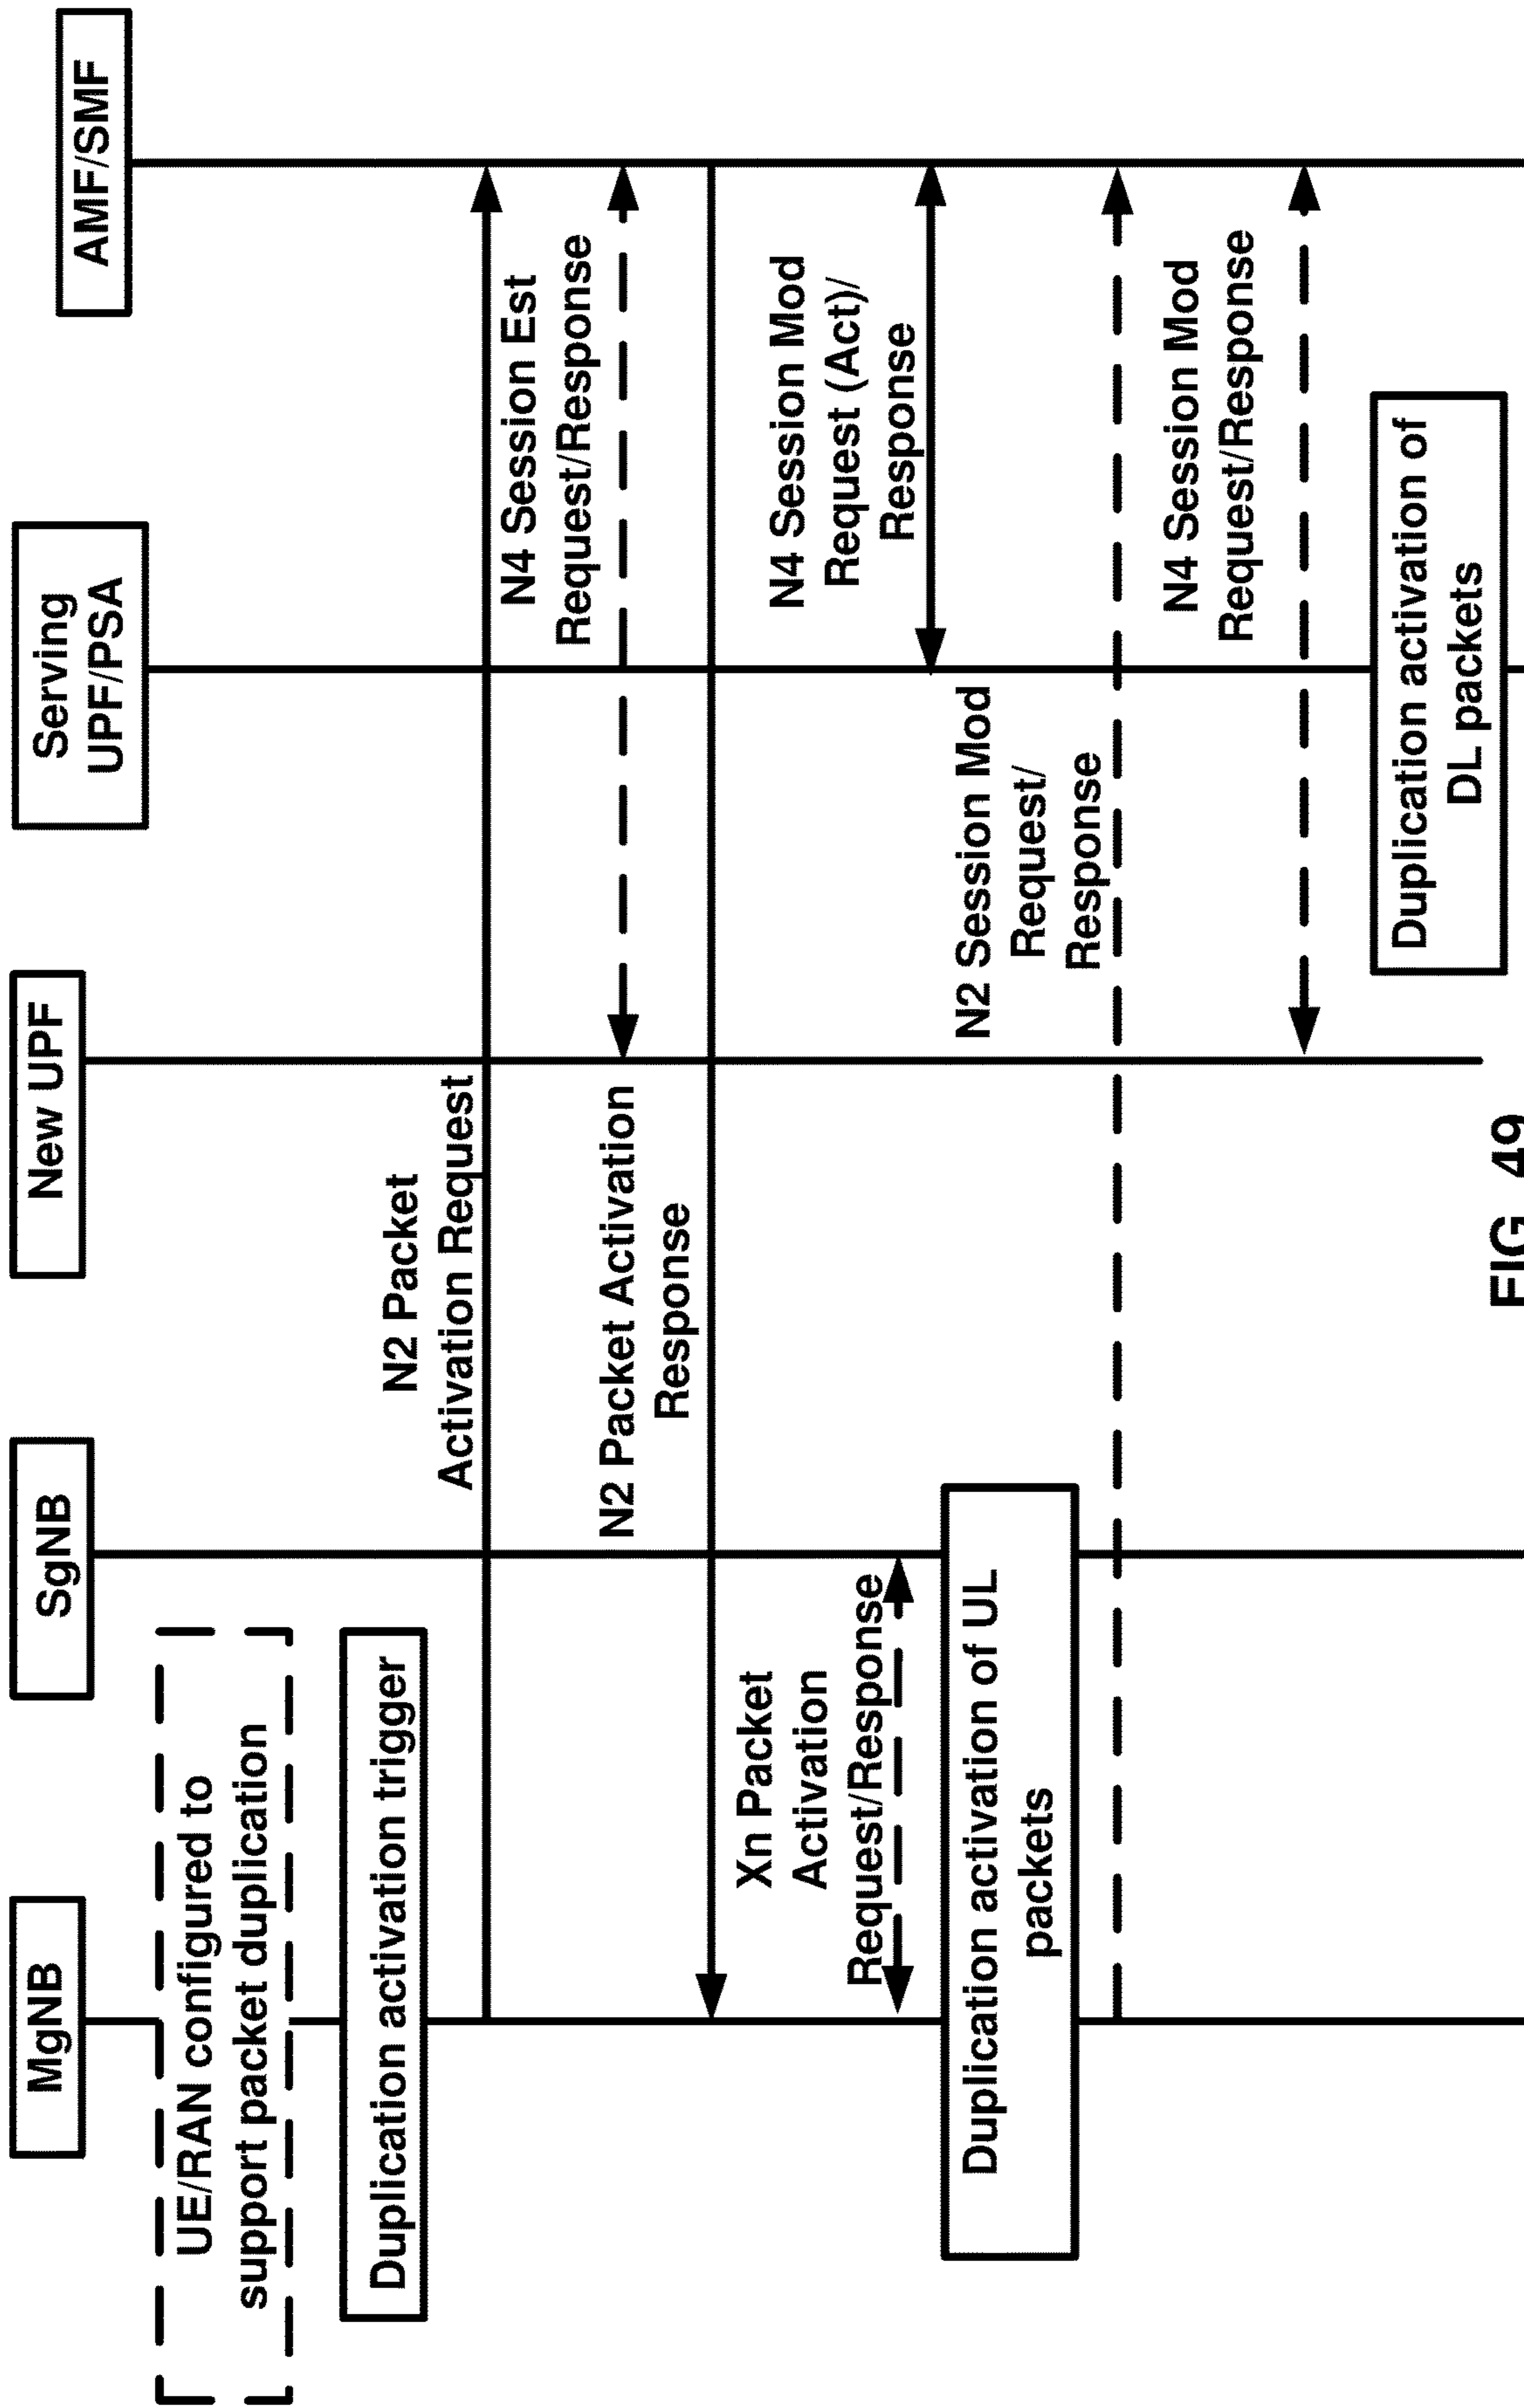 MgNB
SgNB
New UPF
Serving
UPF/PSA
AMF/SMF
UE/RAN configured to
support packet duplication
Duplication activation trigger
N2 Packet
Activation Request
N4 Session Est
Request/Response
N2 Packet Activation
Response
Xn Packet
Activation
Request/Response
N4 Session Mod
Request (Act)/
Response
Duplication activation of UL
packets
N2 Session Mod
Request/
Response
N4 Session Mod
Request/Response
Duplication activation of
DL packets
FIG. 49